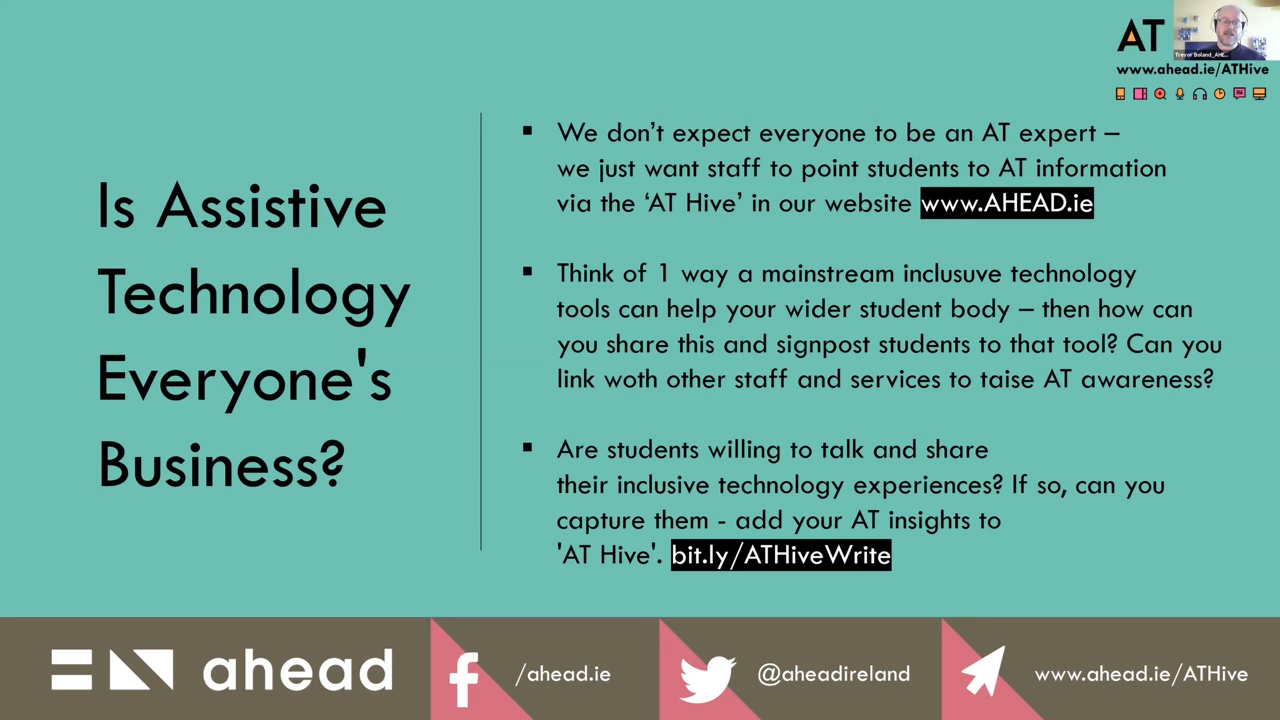 AT
Trevor Boland_AHE...
www.ahead.ie/ATHive
Is Assistive
Technology
Everyone's
Business?
▪ We don’t expect everyone to be an AT expert –
we just want staff to point students to AT information
via the ‘AT Hive’ in our website www.AHEAD.ie
▪ Think of 1 way a mainstream inclusuve technology
tools can help your wider student body – then how can
you share this and signpost students to that tool? Can you
link woth other staff and services to taise AT awareness?
▪ Are students willing to talk and share
their inclusive technology experiences? If so, can you
capture them - add your AT insights to
'AT Hive'. bit.ly/ATHiveWrite
ahead
/ahead.ie
@aheadireland
www.ahead.ie/ATHive